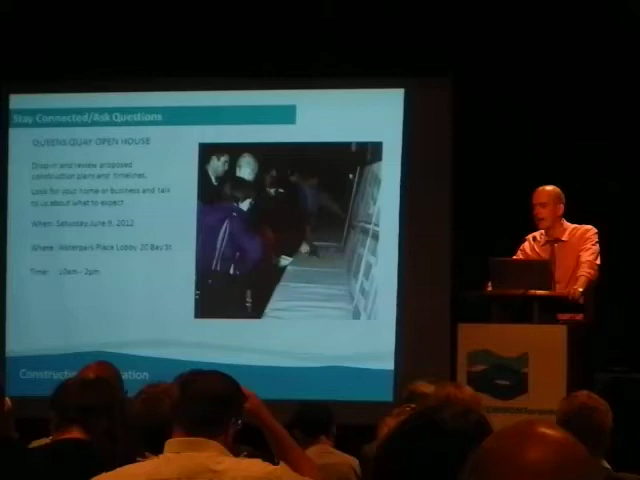 Stay Connected/Ask Questions
QUEENS QUAY OPEN HOUSE
Drop-in and review proposed
construction plans and timelines.
Look for your home or business and talk
to us about what to expect
When: Saturday, June 9, 2012
Where: Waterpark Place Lobby 20 Bay St
Time: 10am - 2pm